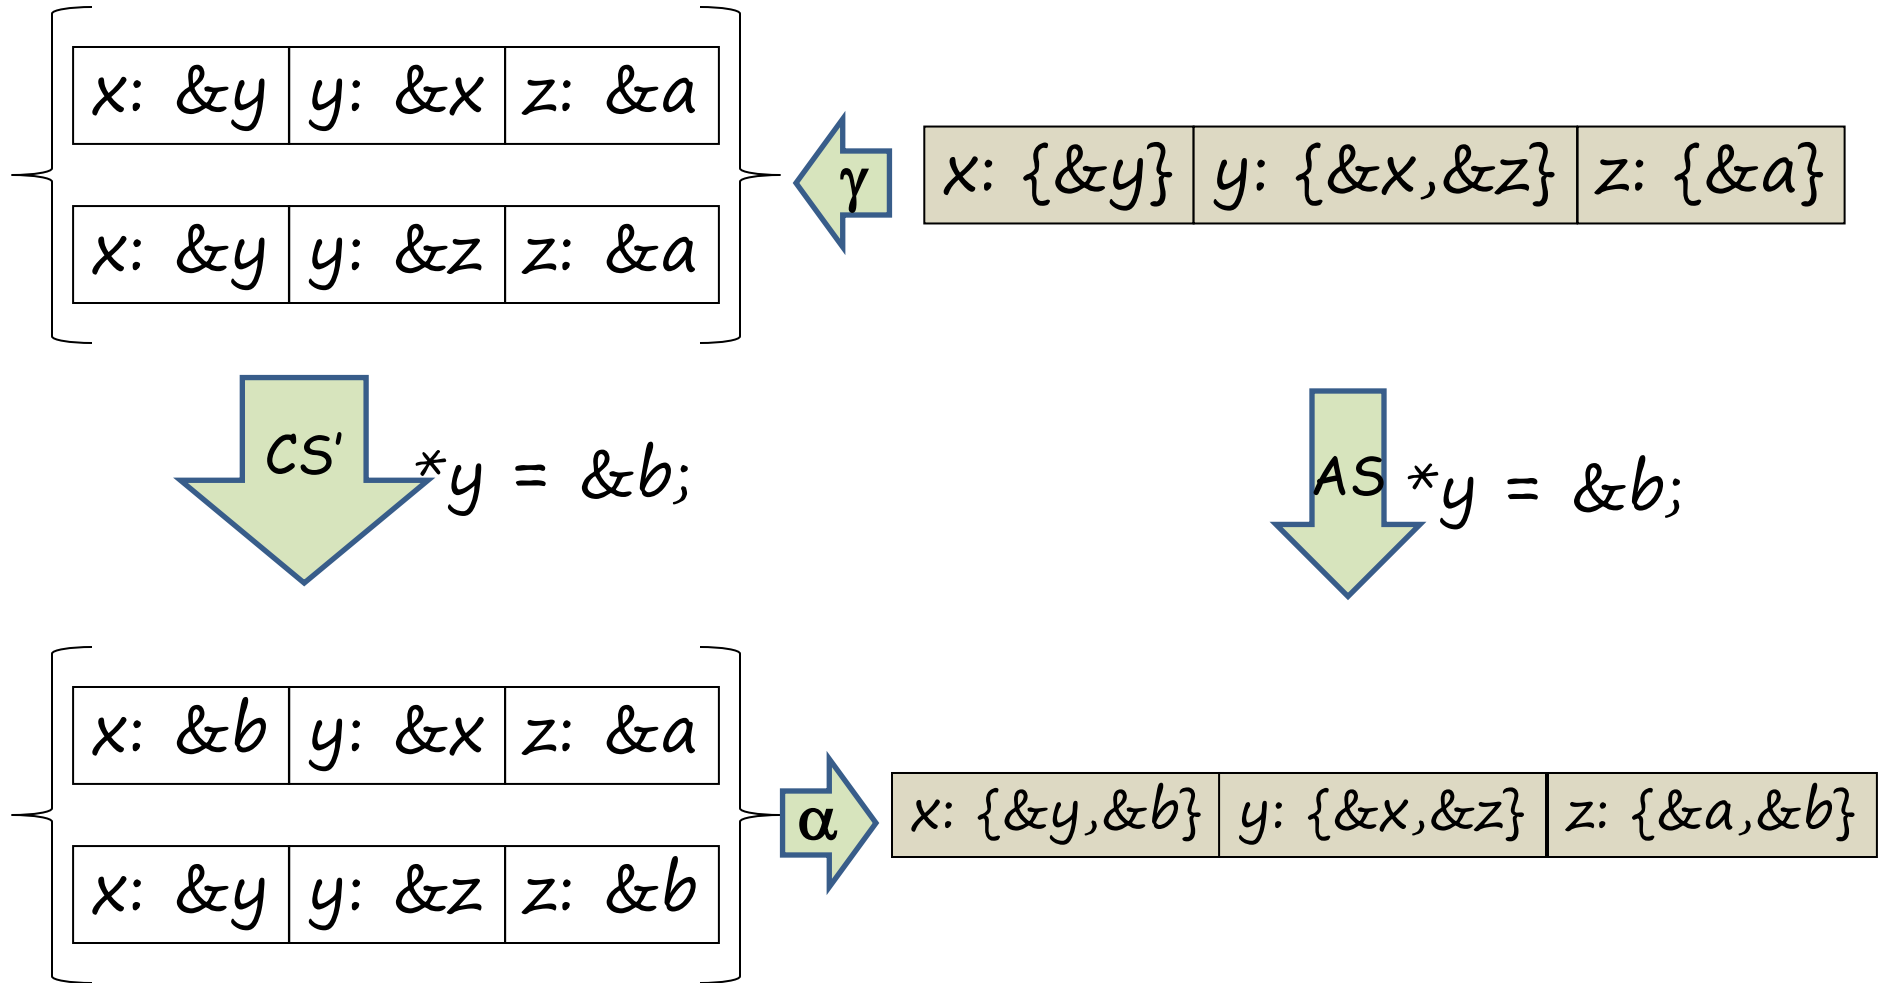 x: &y y: &x z: &a
x: &y y: &z z: &a
γ
x: {&y} y: {&x,&z} z: {&a}
CS' *y = &b;
AS *y = &b;
x: &b y: &x z: &a
x: &y y: &z z: &b
α
x: {&y,&b} y: {&x,&z} z: {&a,&b}